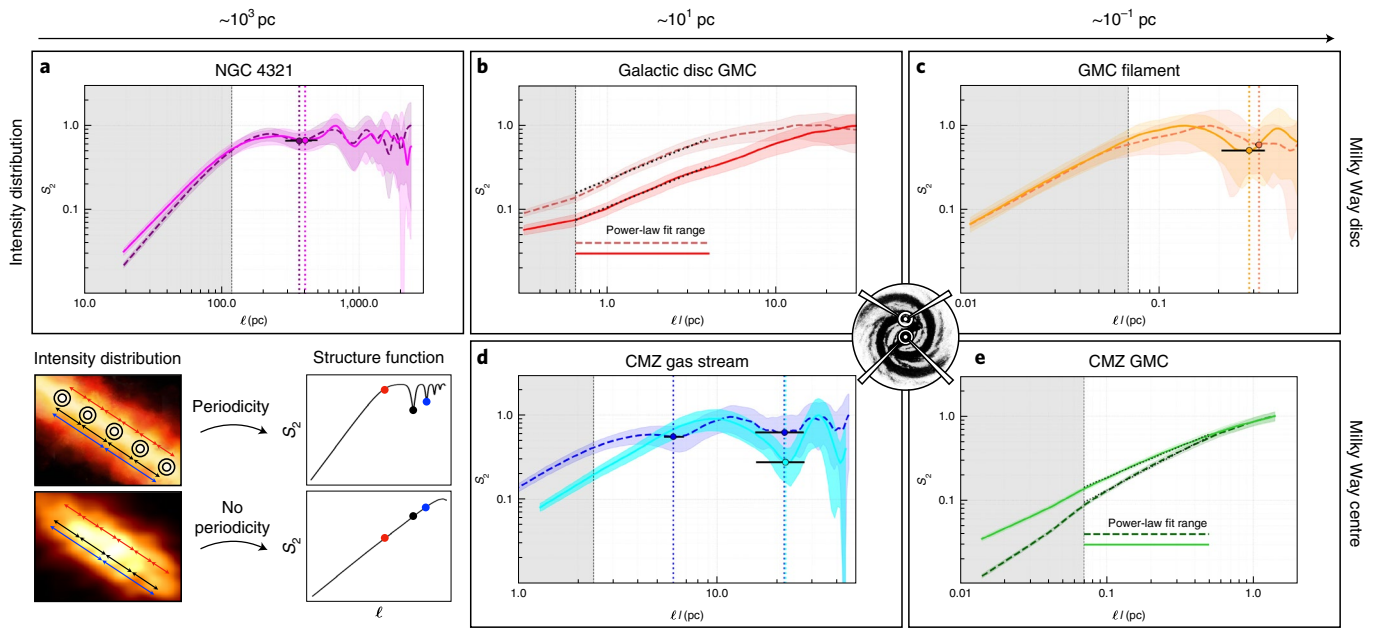 ~10³ pc
~10¹ pc
~10⁻¹ pc
a
NGC 4321
Intensity distribution
S₂
1.0
0.1
10.0
100.0
1,000.0
ℓ (pc)
b
Galactic disc GMC
S₂
1.0
0.1
Power-law fit range
1.0
10.0
ℓ l (pc)
c
GMC filament
S₂
1.0
0.1
0.01
0.1
ℓ l (pc)
Milky Way disc
Intensity distribution
Structure function
Periodicity
S₂
No
periodicity
S₂
ℓ
d
CMZ gas stream
S₂
1.0
0.1
1.0
10.0
ℓ l (pc)
e
CMZ GMC
S₂
1.0
0.1
Power-law fit range
0.01
0.1
1.0
ℓ l (pc)
Milky Way centre